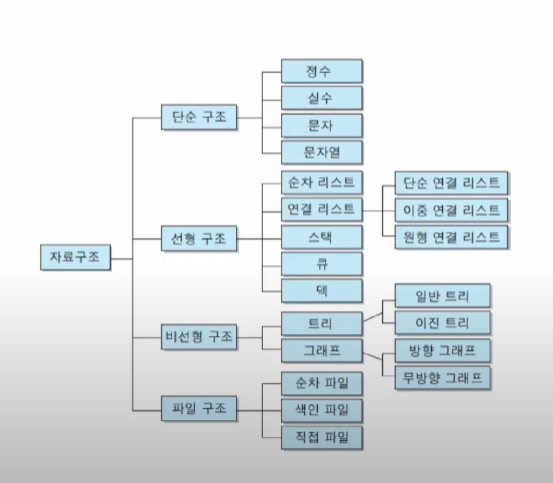 자료구조
단순 구조
정수
실수
문자
문자열
선형 구조
순차 리스트
연결 리스트
단순 연결 리스트
이중 연결 리스트
원형 연결 리스트
스택
큐
덱
비선형 구조
트리
일반 트리
이진 트리
그래프
방향 그래프
무방향 그래프
파일 구조
순차 파일
색인 파일
직접 파일